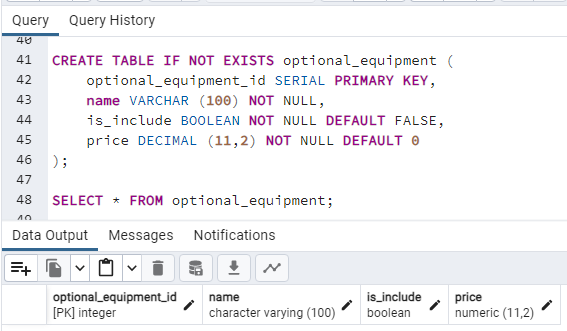 Query Query History
40
41 CREATE TABLE IF NOT EXISTS optional_equipment (
42 optional_equipment_id SERIAL PRIMARY KEY,
43 name VARCHAR (100) NOT NULL,
44 is_include BOOLEAN NOT NULL DEFAULT FALSE,
45 price DECIMAL (11,2) NOT NULL DEFAULT 0
46 );
47
48 SELECT * FROM optional_equipment;
49
Data Output Messages Notifications
optional_equipment_id name is_include price
[PK] integer character varying (100) boolean numeric (11,2)